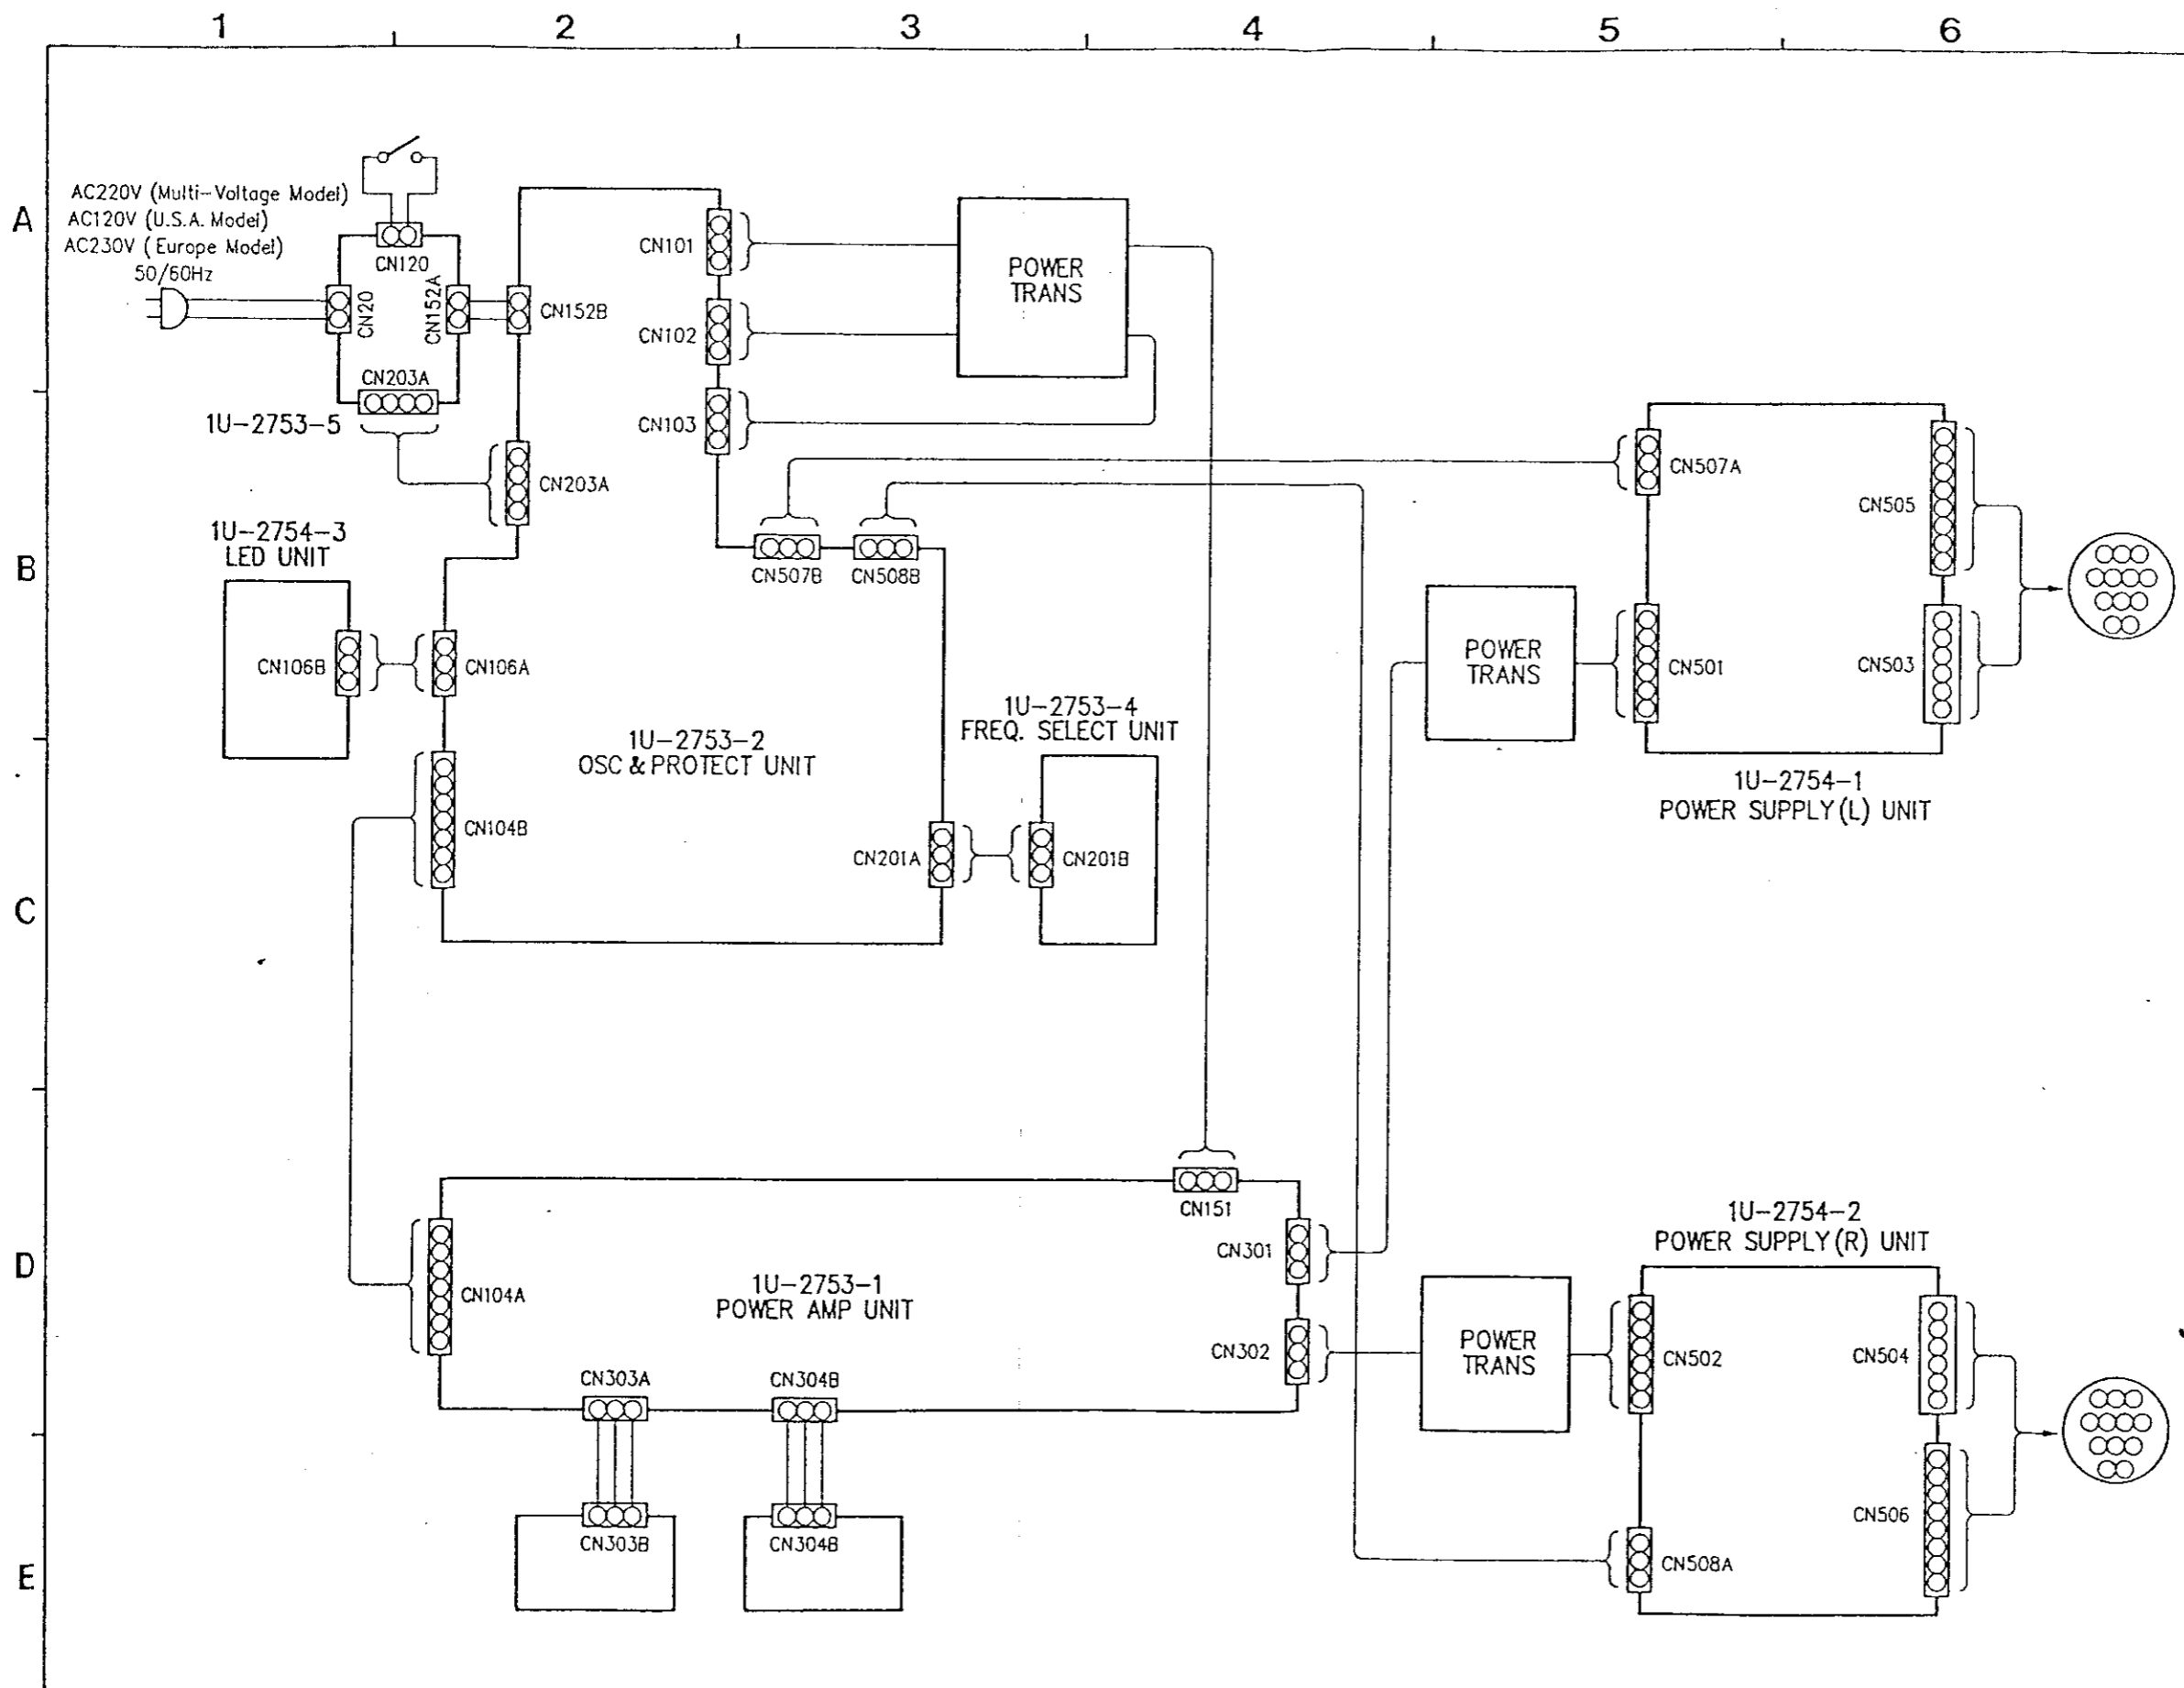 1 2 3 4 5 6
A
B
C
D
E
AC220V (Multi-Voltage Model)
AC120V (U.S.A. Model)
AC230V (Europe Model)
50/60Hz
CN120
CN20
CN152A
CN203A
1U-2753-5
CN152B
CN203A
CN101
CN102
CN103
POWER
TRANS
CN507B
CN508B
1U-2754-3
LED UNIT
CN106B
CN106A
1U-2753-2
OSC & PROTECT UNIT
CN104B
CN201A
1U-2753-4
FREQ. SELECT UNIT
CN201B
CN507A
CN505
POWER
TRANS
CN501
CN503
1U-2754-1
POWER SUPPLY (L) UNIT
CN151
CN301
CN104A
1U-2753-1
POWER AMP UNIT
CN302
CN303A
CN304B
CN303B
CN304B
1U-2754-2
POWER SUPPLY (R) UNIT
POWER
TRANS
CN502
CN504
CN506
CN508A